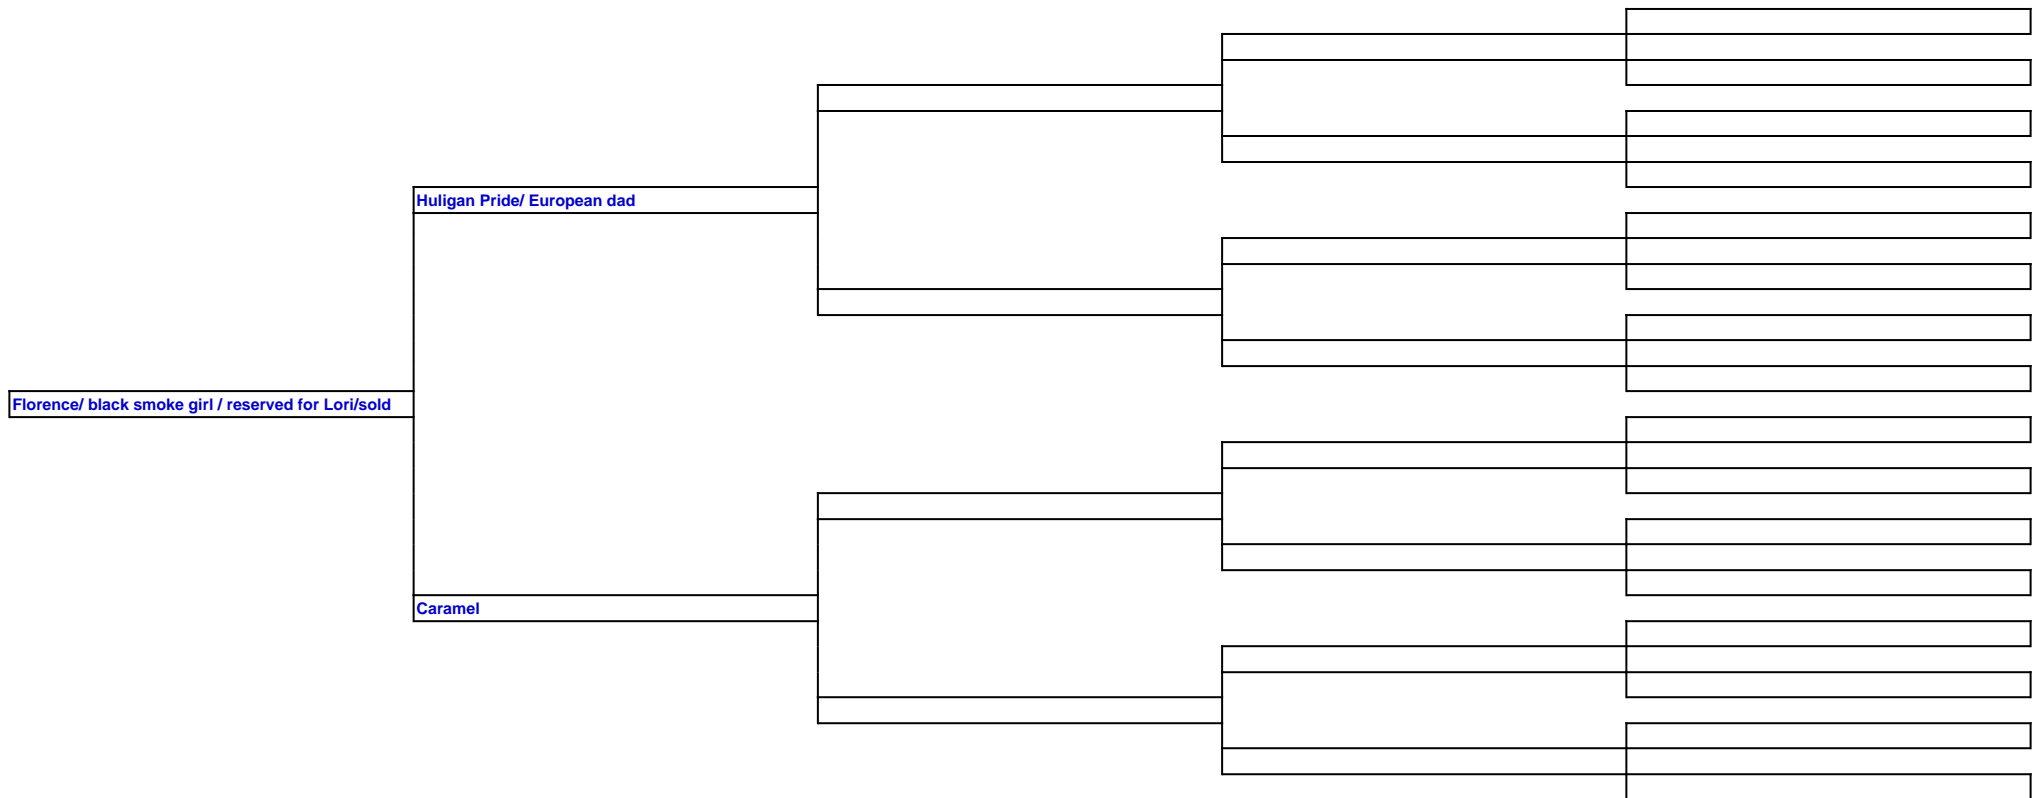 Huligan Pride/ European dad
Florence/ black smoke girl / reserved for Lori/sold
Caramel